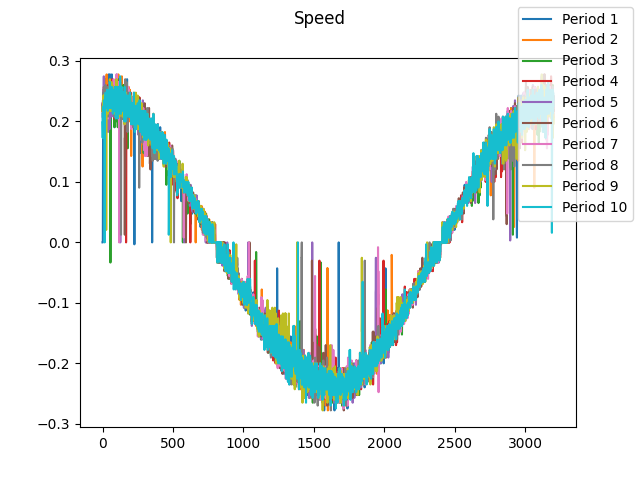 Speed
Period 1
Period 2
Period 3
Period 4
Period 5
Period 6
Period 7
Period 8
Period 9
Period 10
0.3
0.2
0.1
0.0
−0.1
−0.2
−0.3
0 500 1000 1500 2000 2500 3000